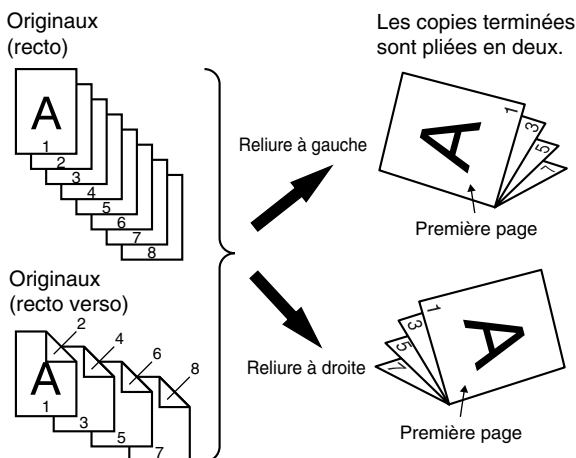 Originaux
(recto)
A
1
2
3
4
5
6
7
8
Originaux
(recto verso)
2
4
6
8
A
1
3
5
7
Reliure à gauche
Reliure à droite
Les copies terminées
sont pliées en deux.
A
1
3
5
7
Première page
1
3
5
7
A
Première page